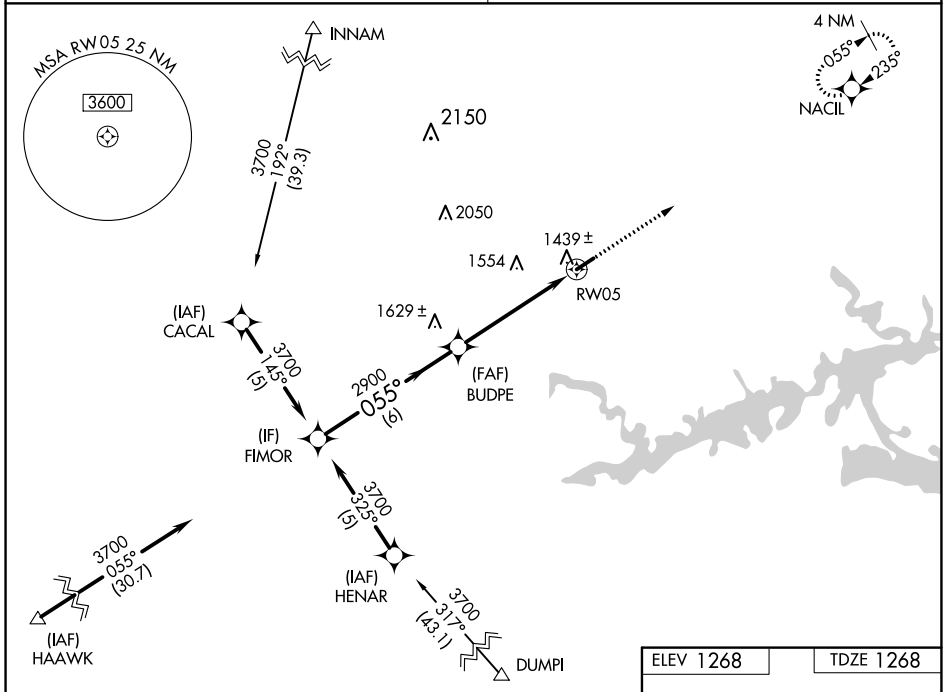 MSA RW05 25 NM
3600
INNAM
3700
192°
(39.3)
2150
2050
1554
1439 ±
RW05
4 NM
055°
235°
NACIL
(IAF)
CACAL
3700
145°
(5)
1629 ±
2900
055°
(6)
(FAF)
BUDPE
(IF)
FIMOR
3700
325°
(5)
(IAF)
HENAR
3700
055°
(30.7)
(IAF)
HAAWK
3700
317°
(43.1)
DUMPI
ELEV 1268
TDZE 1268